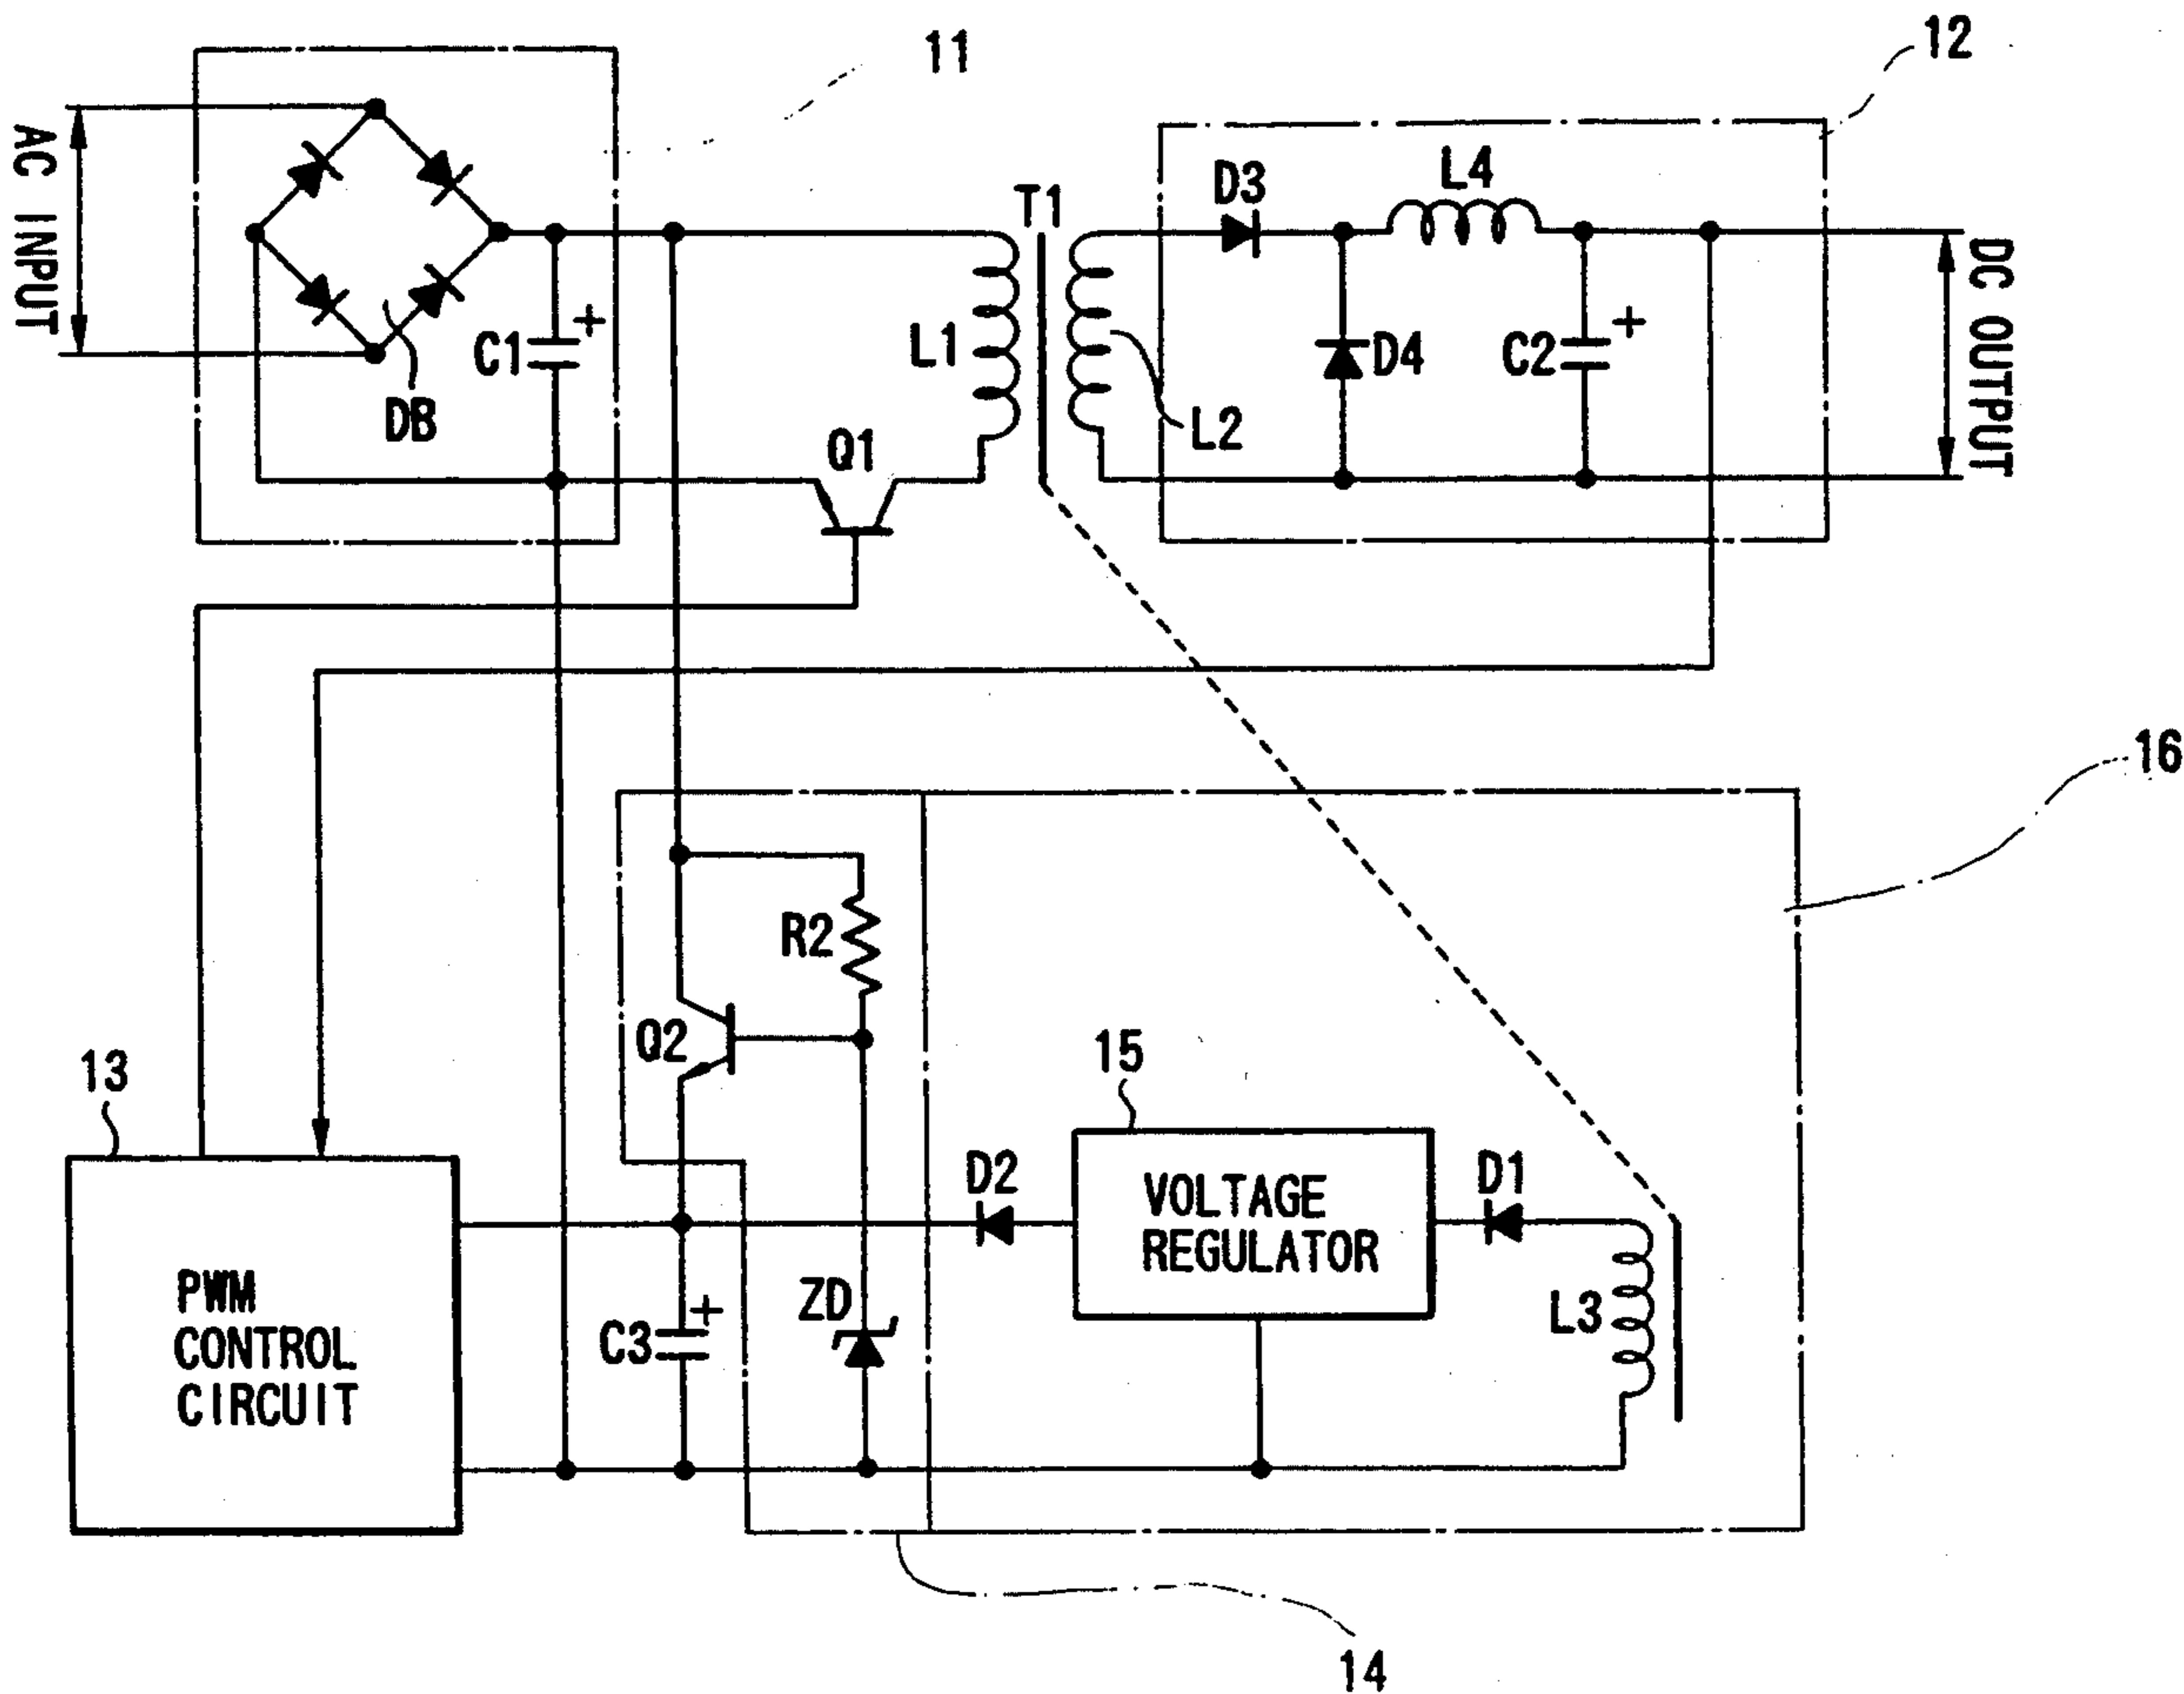 11
12
AC INPUT
T1
D3
L4
DC OUTPUT
C1
+
L1
D4
C2
+
DB
Q1
L2
16
R2
Q2
15
13
D2
VOLTAGE
REGULATOR
D1
PWM
CONTROL
CIRCUIT
C3
+
ZD
L3
14